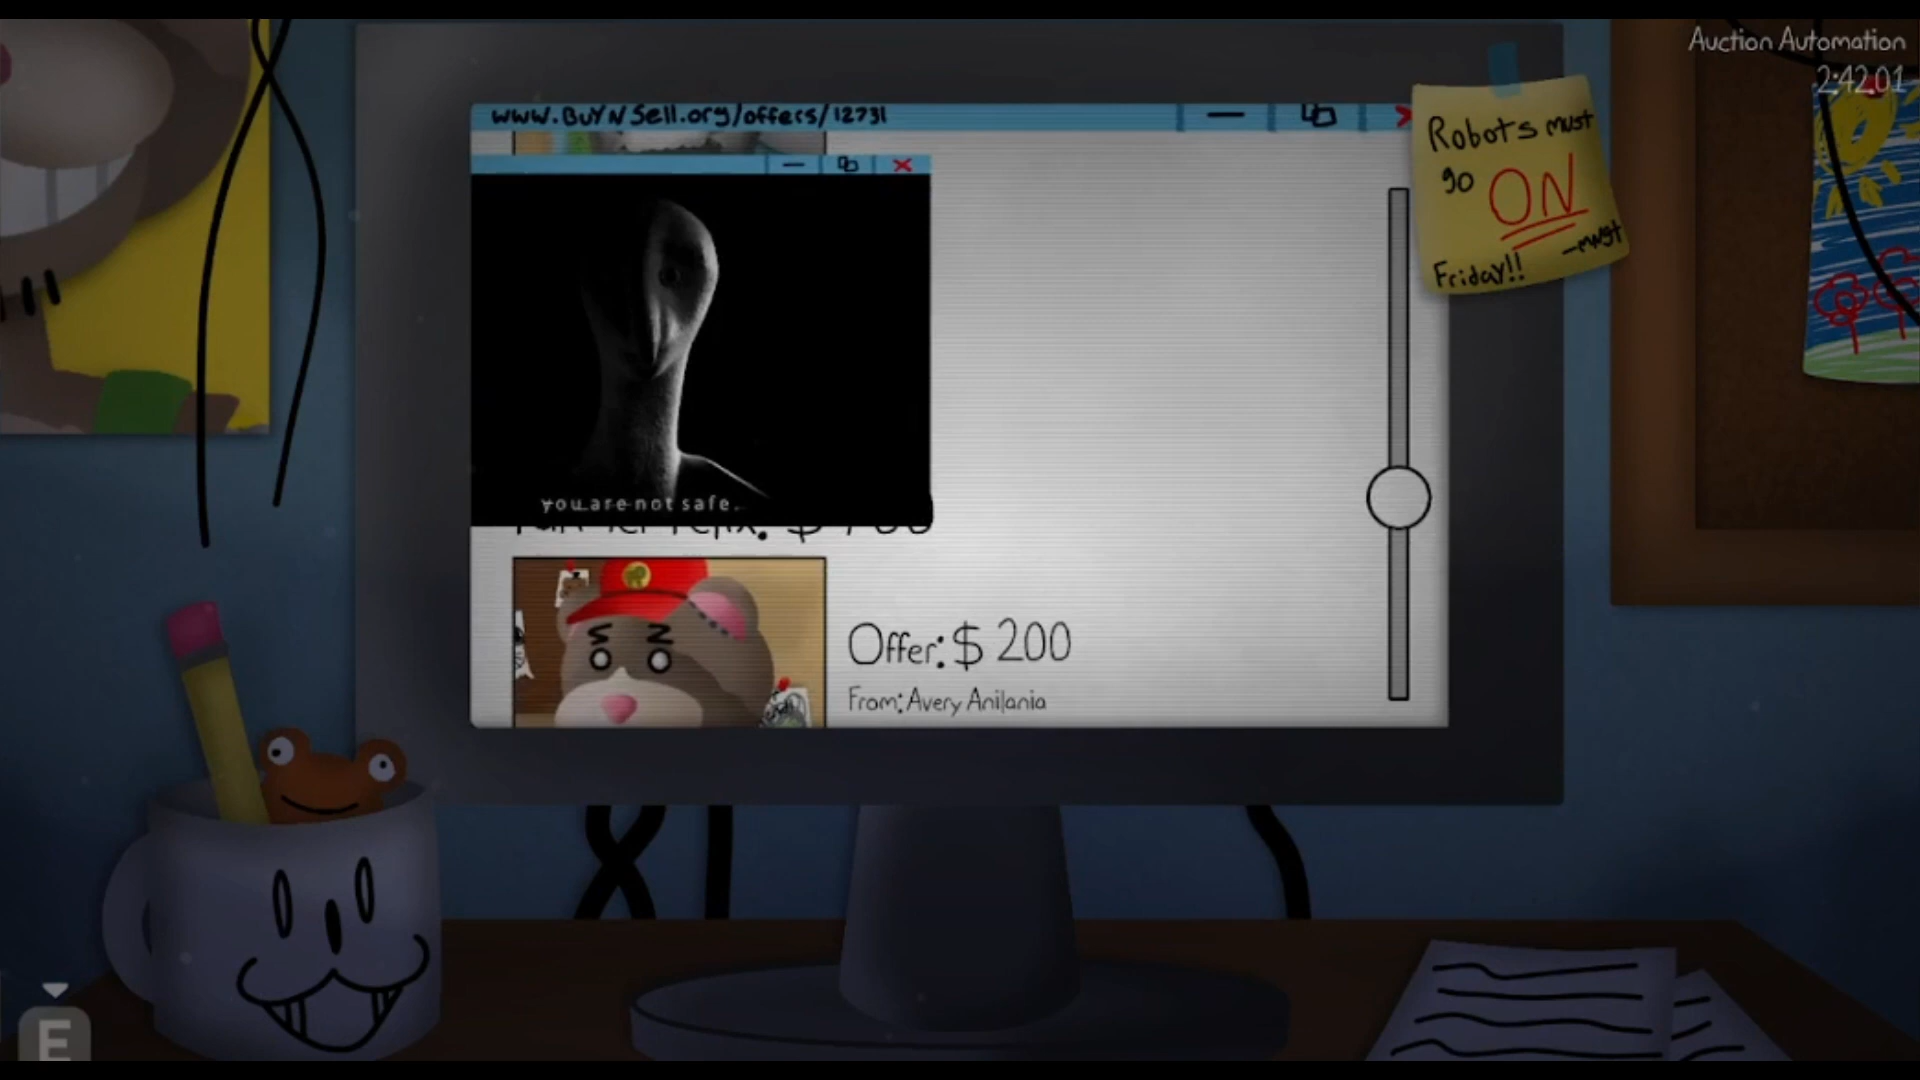 Auction Automation
2:42.01
www.BUYNSell.org/offers/12731
Robots must
go ON
-mngt
Friday!!
you are not safe.
Offer: $ 200
From: Avery Anilania
E